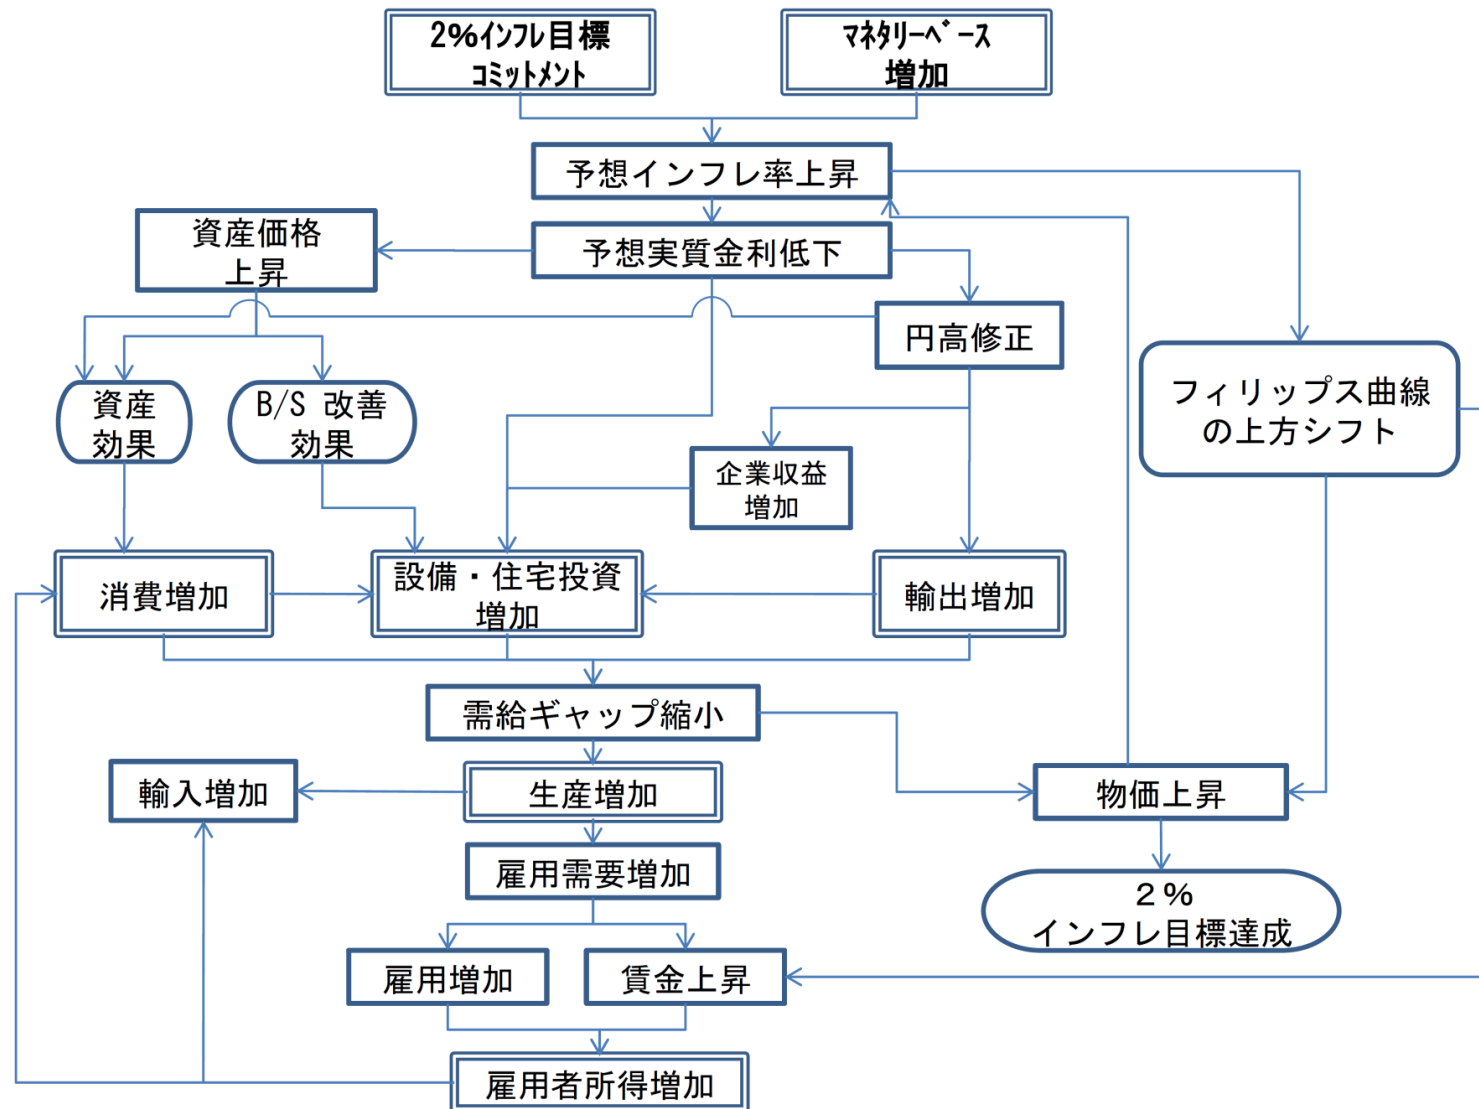 2%ｲﾝﾌﾚ目標
ｺﾐｯﾄﾒﾝﾄ
ﾏﾈﾀﾘｰﾍﾞｰｽ
増加
予想インフレ率上昇
資産価格
上昇
予想実質金利低下
円高修正
資産
効果
B/S 改善
効果
フィリップス曲線
の上方シフト
企業収益
増加
消費増加
設備・住宅投資
増加
輸出増加
需給ギャップ縮小
輸入増加
生産増加
物価上昇
雇用需要増加
２％
インフレ目標達成
雇用増加
賃金上昇
雇用者所得増加